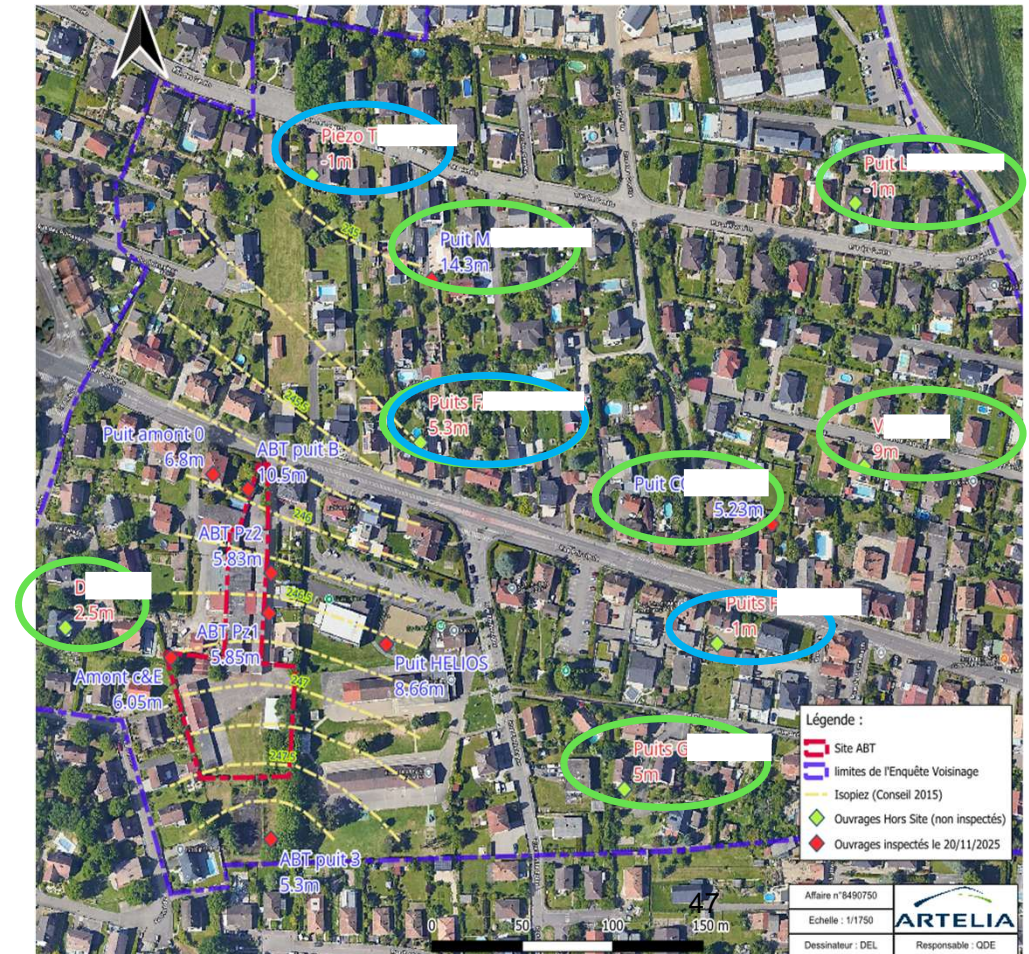 Piezo T
-1m
Puit L
-1m
Puit M
14.3m
245
245.5
Puits F
5.3m
V
9m
Puit amont 0
6.8m
ABT puit B
10.5m
Puit C
5.23m
ABT Pz2
5.83m
D
2.5m
246.5
Puits H
-1m
ABT Pz1
5.85m
Puit HELIOS
8.66m
Amont c&E
6.05m
247
247.5
Puits G
5m
ABT puit 3
5.3m
Légende :
Site ABT
limites de l'Enquête Voisinage
Isopiez (Conseil 2015)
Ouvrages Hors Site (non inspectés)
Ouvrages inspectés le 20/11/2025
47
0 50 100 150 m
Affaire n°8490750
Echelle : 1/1750
Dessinateur : DEL
ARTELIA
Responsable : QDE